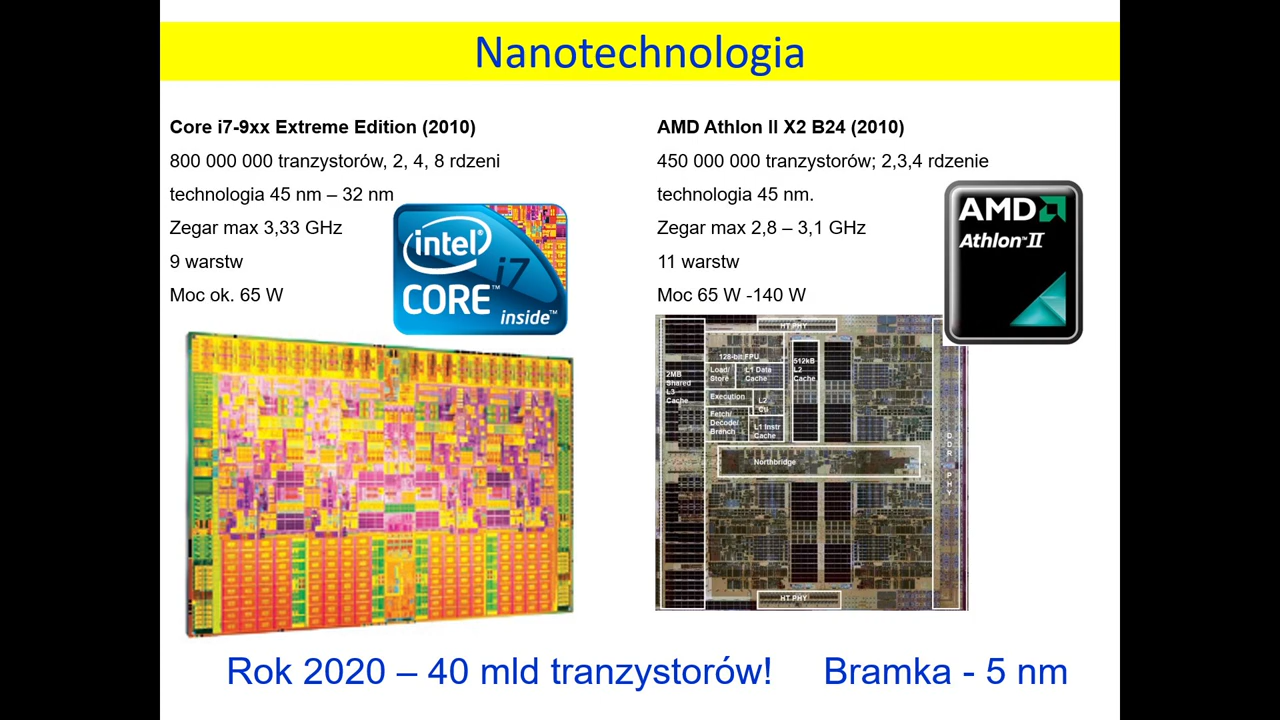 Nanotechnologia
Core i7-9xx Extreme Edition (2010)
800 000 000 tranzystorów, 2, 4, 8 rdzeni
technologia 45 nm – 32 nm
Zegar max 3,33 GHz
9 warstw
Moc ok. 65 W
intel®
i7
CORE™
inside™
AMD Athlon II X2 B24 (2010)
450 000 000 tranzystorów; 2,3,4 rdzenie
technologia 45 nm.
Zegar max 2,8 – 3,1 GHz
11 warstw
Moc 65 W -140 W
AMD
Athlon™II
HT PHY
2MB
Shared
L3
Cache
128-bit FPU
Load/
Store
L1 Data
Cache
Execution
L2
Ctl
Fetch/
Decode/
Branch
L1 Instr
Cache
512kB
L2
Cache
Northbridge
DDR PHY
HT PHY
Rok 2020 – 40 mld tranzystorów!
Bramka - 5 nm